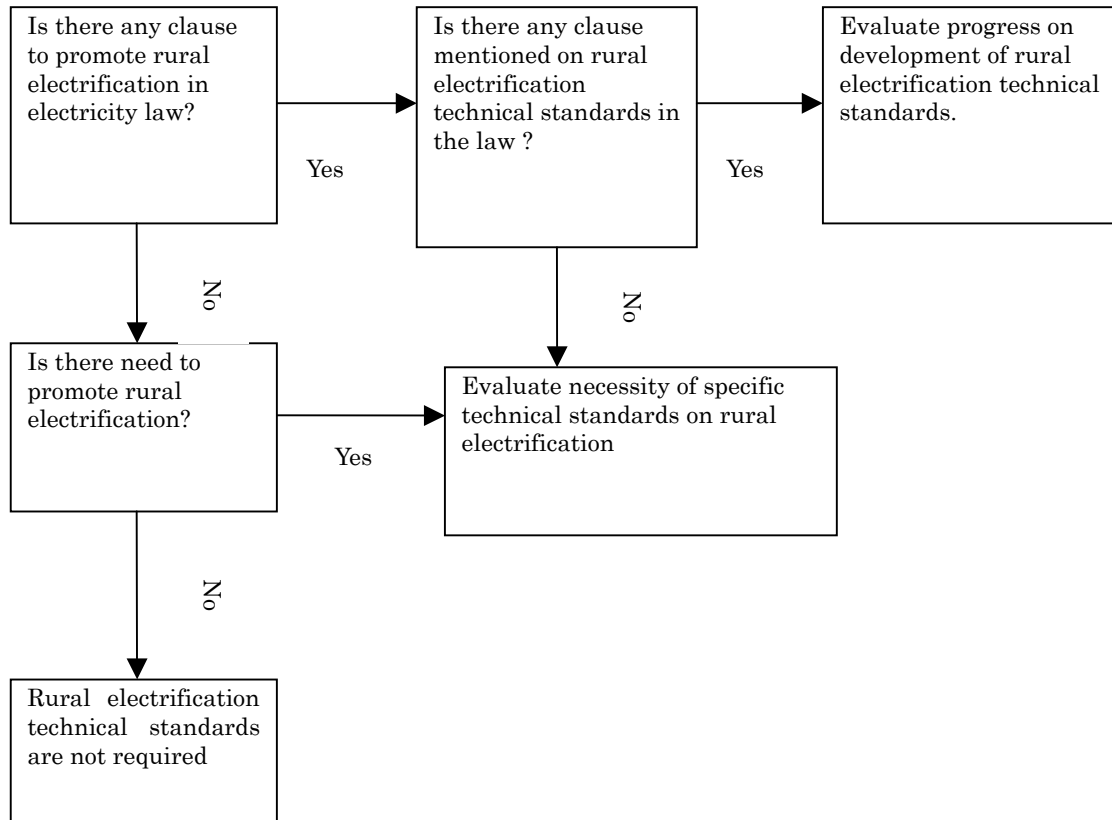 Is there any clause
to promote rural
electrification in
electricity law?
Yes
Is there any clause
mentioned on rural
electrification
technical standards in
the law ?
Yes
Evaluate progress on
development of rural
electrification technical
standards.
No
No
Is there need to
promote rural
electrification?
Yes
Evaluate necessity of specific
technical standards on rural
electrification
No
Rural electrification
technical standards
are not required